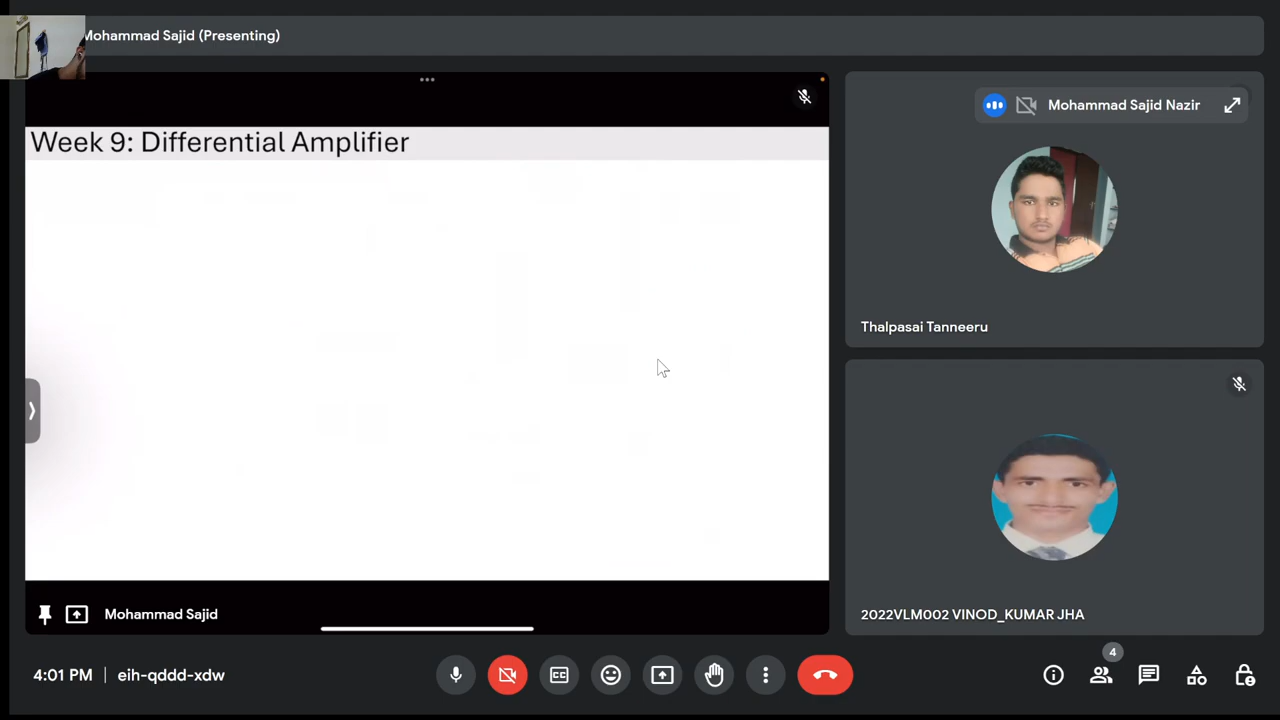 Mohammad Sajid (Presenting)
Week 9: Differential Amplifier
Mohammad Sajid Nazir
Thalpasai Tanneeru
Mohammad Sajid
2022VLM002 VINOD_KUMAR JHA
4:01 PM | eih-qddd-xdw
CC
4